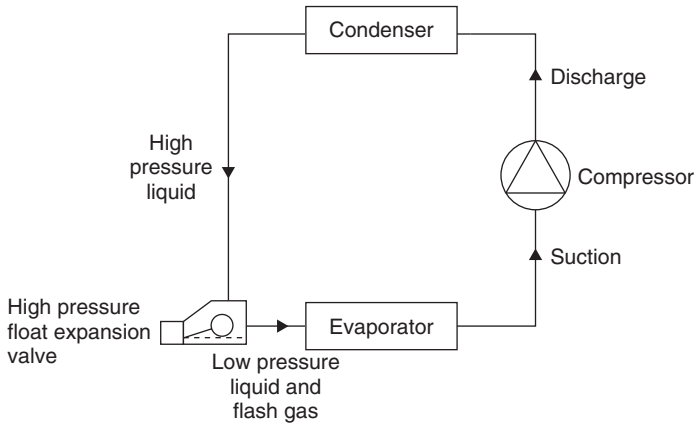 Condenser
Discharge
High
pressure
liquid
Compressor
Suction
High pressure
float expansion
valve
Evaporator
Low pressure
liquid and
flash gas